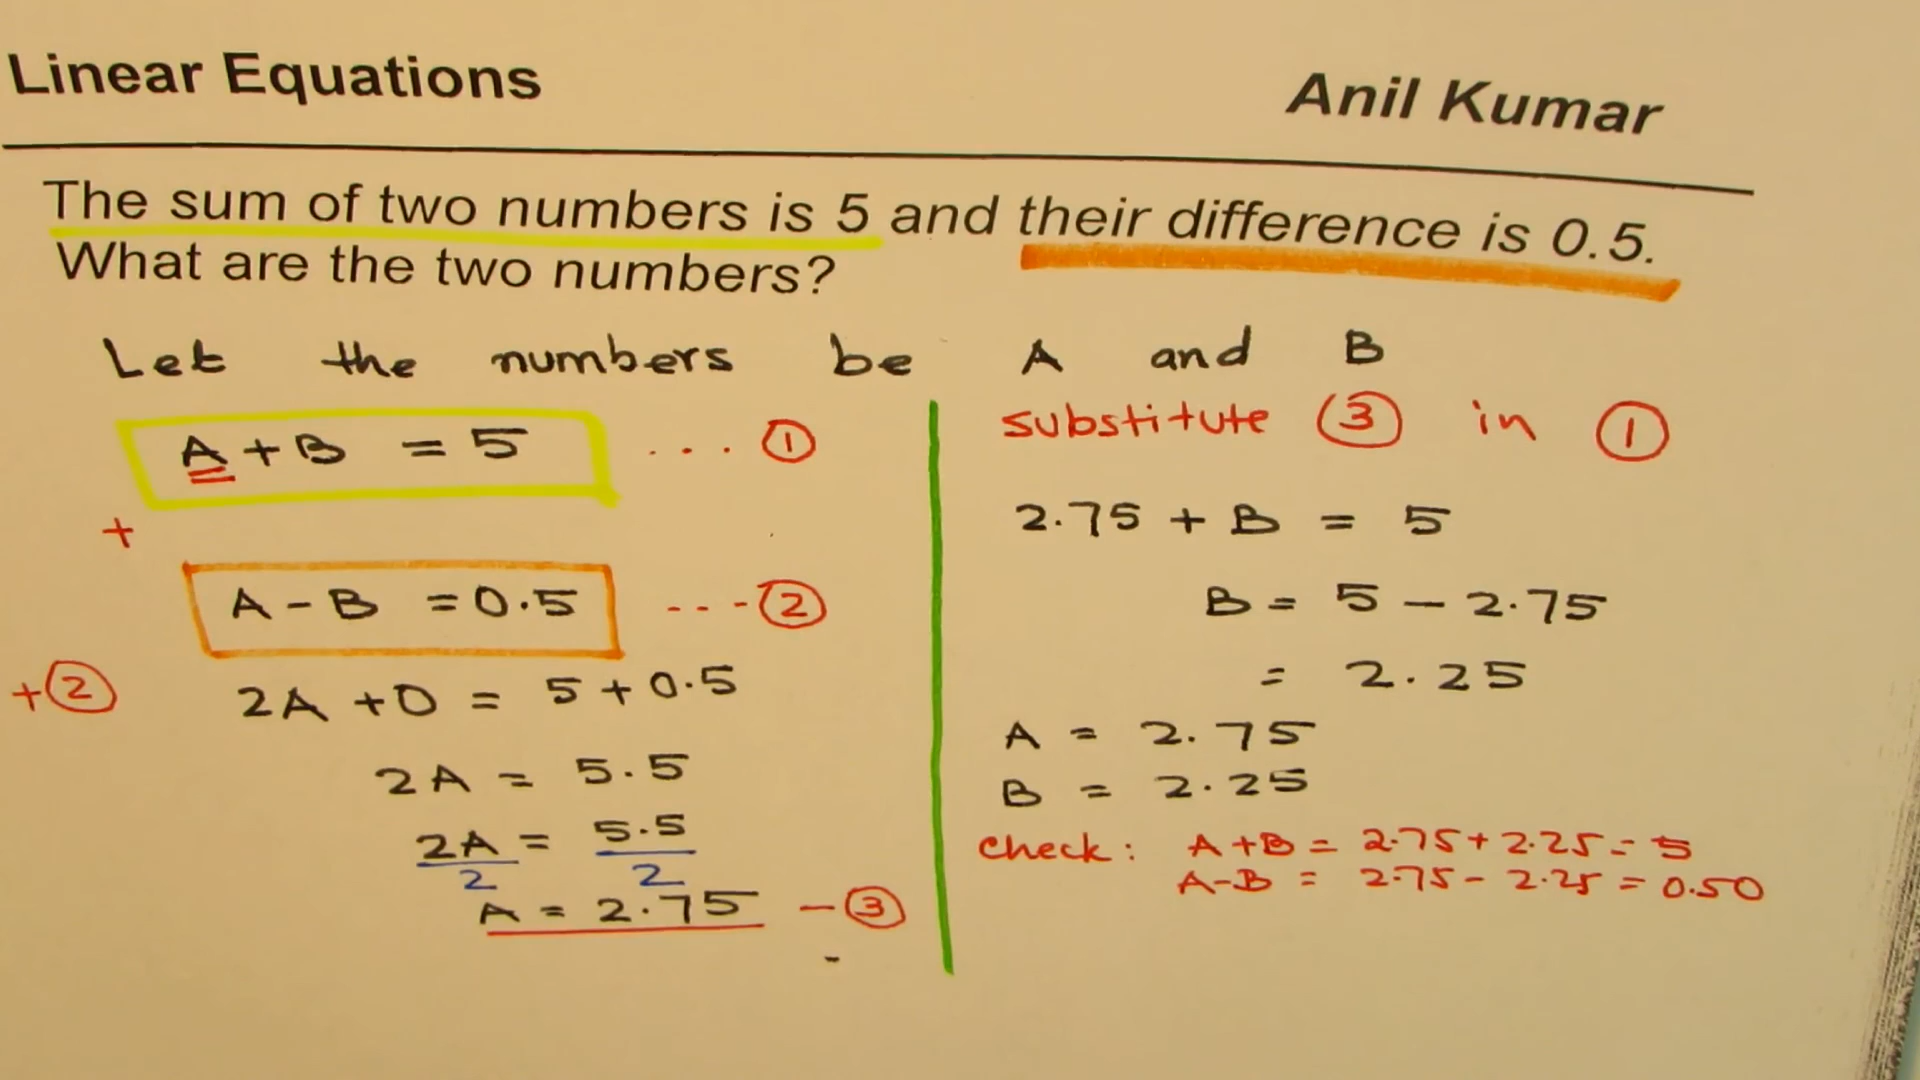 Linear Equations
Anil Kumar
The sum of two numbers is 5 and their difference is 0.5.
What are the two numbers?
Let the numbers be A and B
A + B = 5 ... ①
+
A - B = 0.5 --- ②
+② 2A + 0 = 5 + 0.5
2A = 5.5
2A/2 = 5.5/2
A = 2.75 - ③
substitute ③ in ①
2.75 + B = 5
B = 5 - 2.75
= 2.25
A = 2.75
B = 2.25
check: A+B = 2.75 + 2.25 = 5
A-B = 2.75 - 2.25 = 0.50